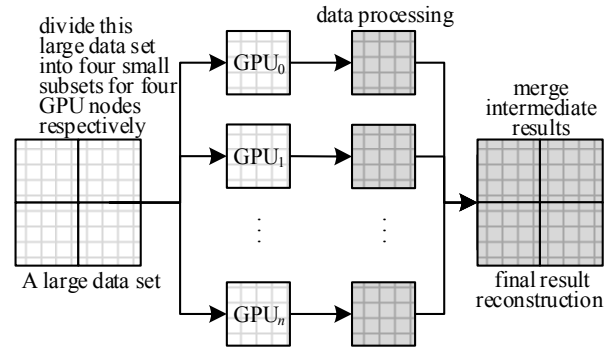 divide this
large data set
into four small
subsets for four
GPU nodes
respectively
A large data set
data processing
GPU₀
GPU₁
⋮
⋮
GPUₙ
merge
intermediate
results
final result
reconstruction